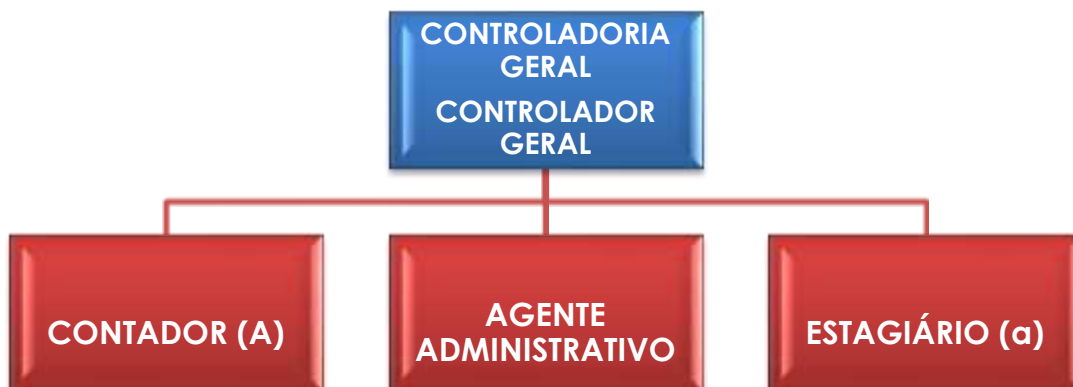 CONTROLADORIA
GERAL
CONTROLADOR
GERAL
CONTADOR (A)
AGENTE
ADMINISTRATIVO
ESTAGIÁRIO (a)